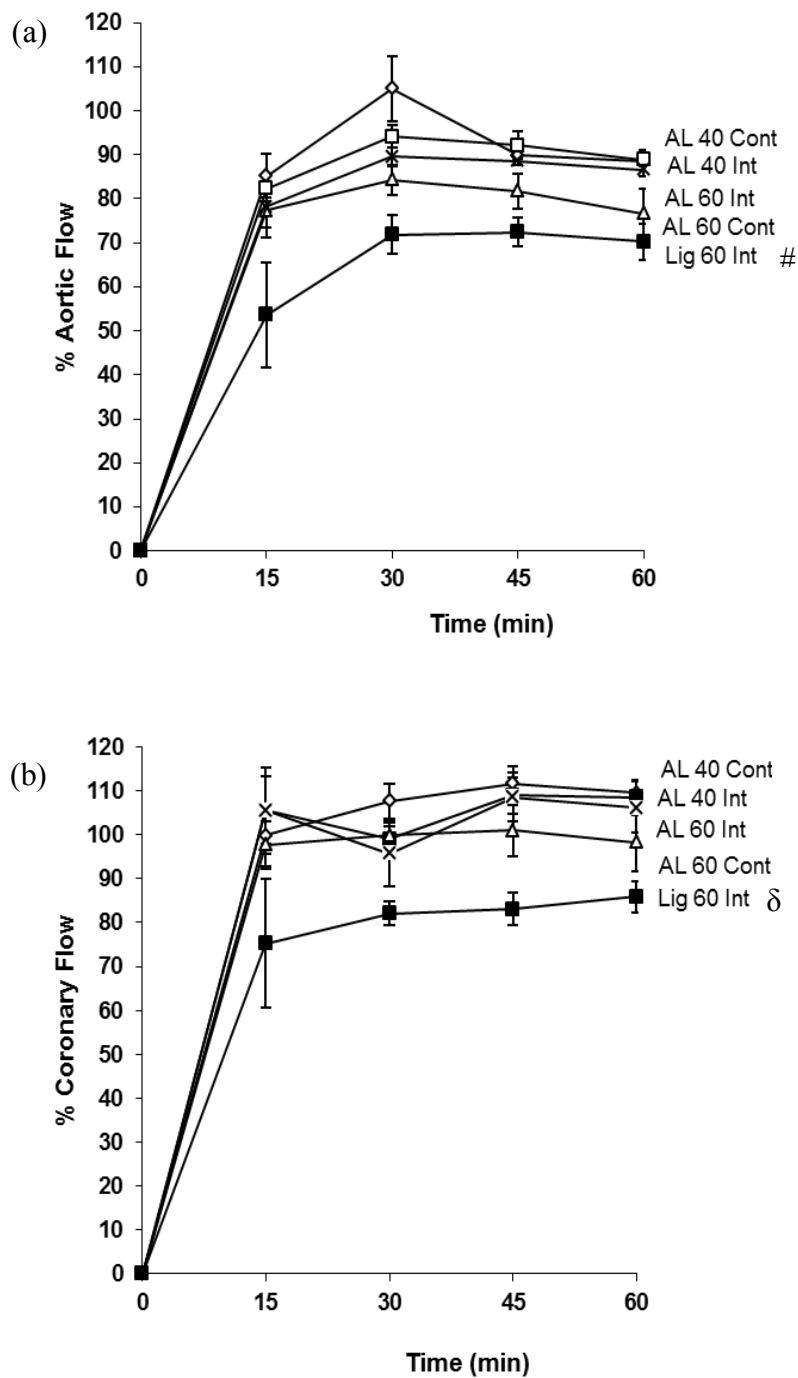 (a)
% Aortic Flow
120
110
100
90
80
70
60
50
40
30
20
10
0
AL 40 Cont
AL 40 Int
AL 60 Int
AL 60 Cont
Lig 60 Int #
0 15 30 45 60
Time (min)
(b)
% Coronary Flow
120
110
100
90
80
70
60
50
40
30
20
10
0
AL 40 Cont
AL 40 Int
AL 60 Int
AL 60 Cont
Lig 60 Int δ
0 15 30 45 60
Time (min)